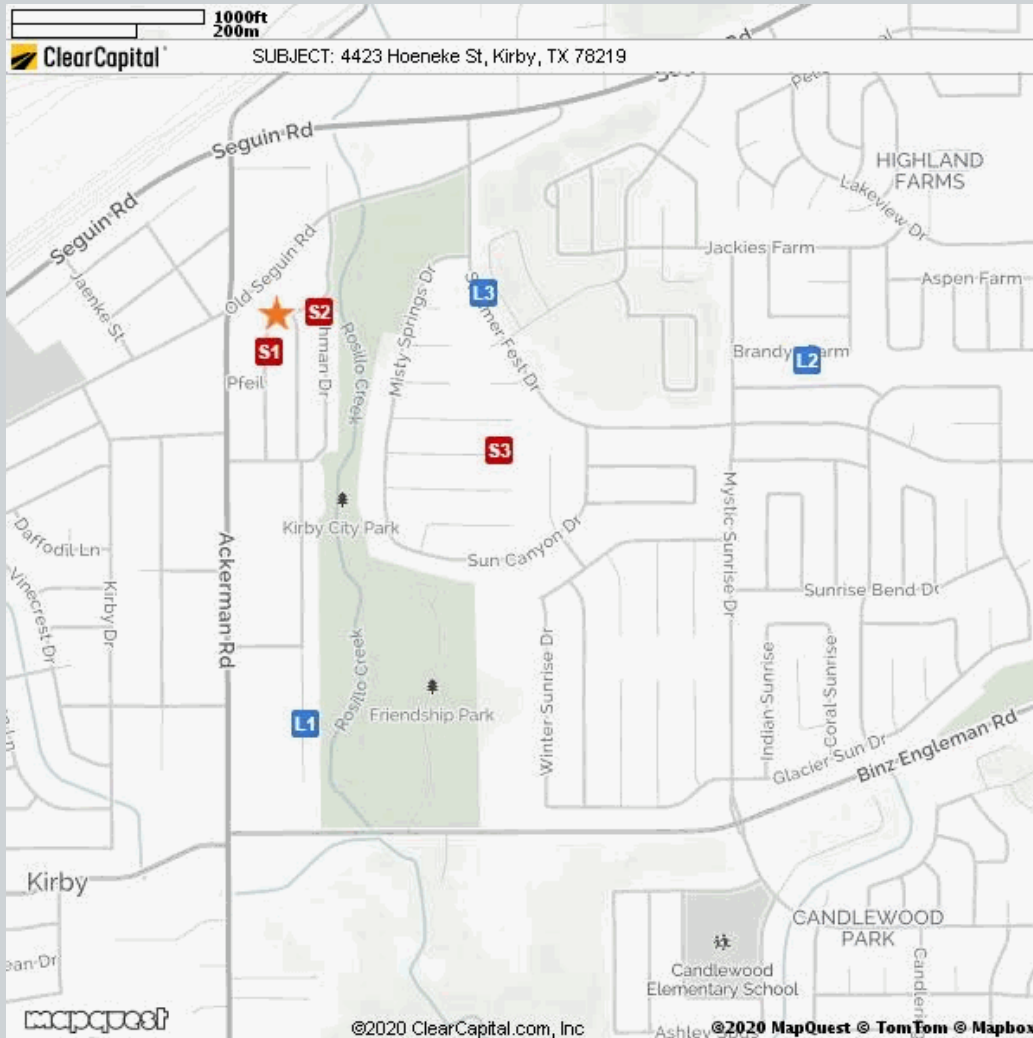 1000ft
200m
ClearCapital
SUBJECT: 4423 Hoeneke St, Kirby, TX 78219
Seguin Rd
HIGHLAND
FARMS
Lakeview Dr
Seguin Rd
Jackies Farm
Old Seguin Rd
Aspen Farm
Jaenke St
Misty Springs Dr
L3
S2
S1
Rosillo Creek
L2
Pfeil
S3
Mystic Sunrise Dr
Kirby City Park
Ackerman Rd
Daffodil Ln
Sun Canyon Dr
Vinecrest Dr
Kirby Dr
Sunrise Bend
Winter Sunrise Dr
Rosillo Creek
Indian Sunrise
Coral Sunrise
L1
Friendship Park
Glacier Sun Dr
Binz Engleman Rd
Kirby
CANDLEWOOD
PARK
Candlewood
Elementary School
mapquest
©2020 ClearCapital.com, Inc
©2020 MapQuest © TomTom © Mapbox